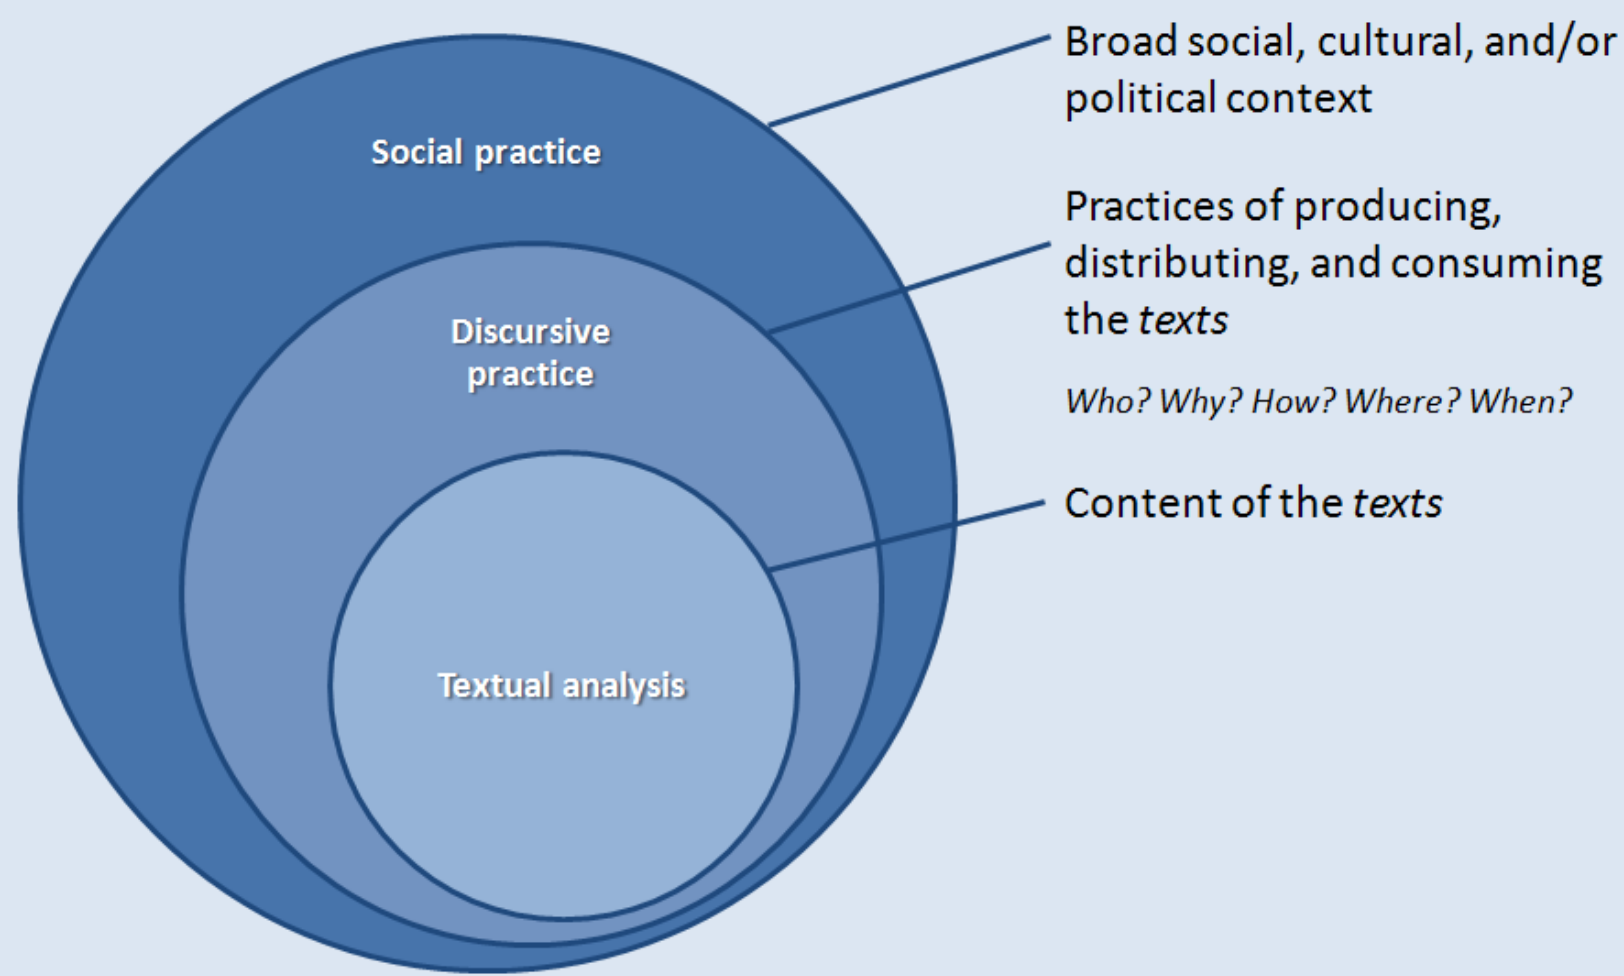 Social practice
Discursive
practice
Textual analysis
Broad social, cultural, and/or
political context
Practices of producing,
distributing, and consuming
the texts
Who? Why? How? Where? When?
Content of the texts